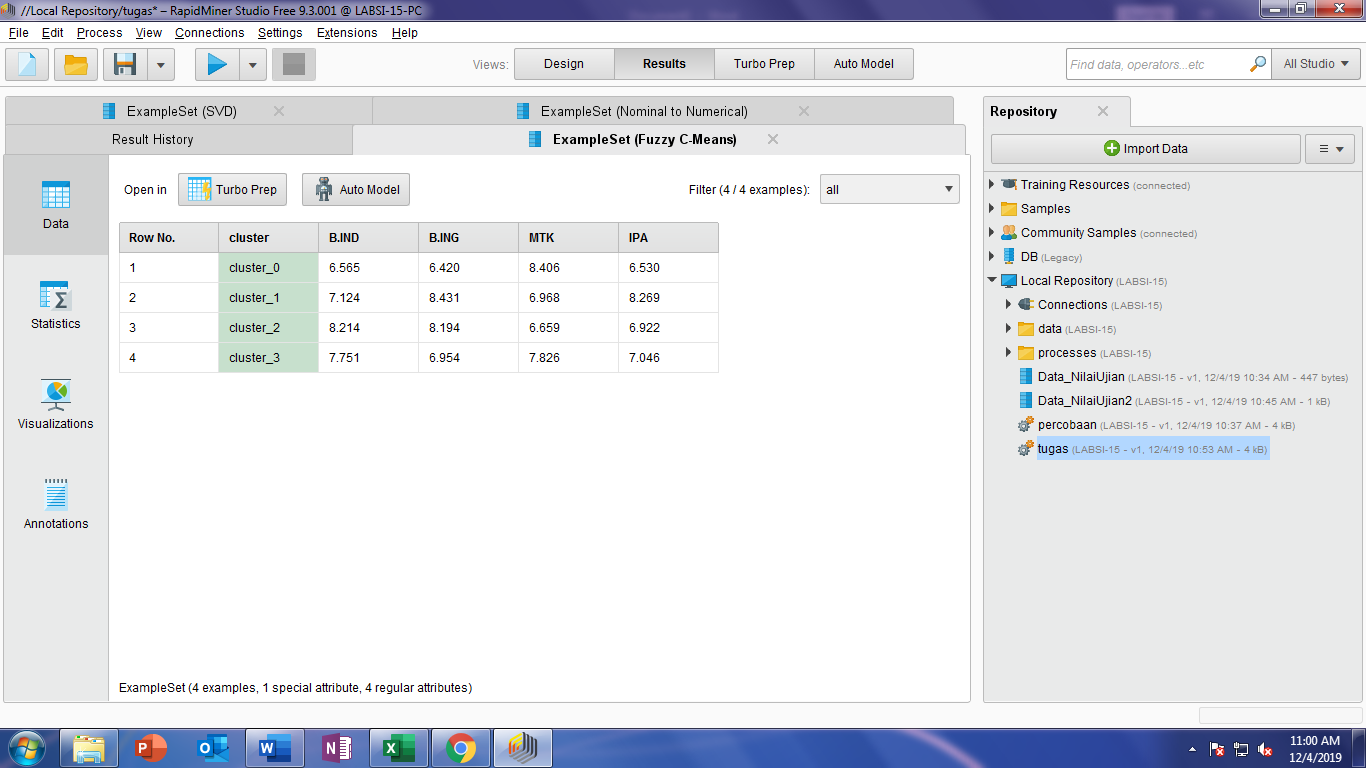 //Local Repository/tugas* – RapidMiner Studio Free 9.3.001 @ LABSI-15-PC
File Edit Process View Connections Settings Extensions Help
Views: Design Results Turbo Prep Auto Model
Find data, operators...etc
All Studio
ExampleSet (SVD)
ExampleSet (Nominal to Numerical)
Result History
ExampleSet (Fuzzy C-Means)
Data
Statistics
Visualizations
Annotations
Open in Turbo Prep Auto Model
Filter (4 / 4 examples): all
Row No. cluster B.IND B.ING MTK IPA
1 cluster_0 6.565 6.420 8.406 6.530
2 cluster_1 7.124 8.431 6.968 8.269
3 cluster_2 8.214 8.194 6.659 6.922
4 cluster_3 7.751 6.954 7.826 7.046
ExampleSet (4 examples, 1 special attribute, 4 regular attributes)
Repository
Import Data
Training Resources (connected)
Samples
Community Samples (connected)
DB (Legacy)
Local Repository (LABSI-15)
Connections (LABSI-15)
data (LABSI-15)
processes (LABSI-15)
Data_NilaiUjian (LABSI-15 – v1, 12/4/19 10:34 AM – 447 bytes)
Data_NilaiUjian2 (LABSI-15 – v1, 12/4/19 10:45 AM – 1 kB)
percobaan (LABSI-15 – v1, 12/4/19 10:37 AM – 4 kB)
tugas (LABSI-15 – v1, 12/4/19 10:53 AM – 4 kB)
11:00 AM
12/4/2019